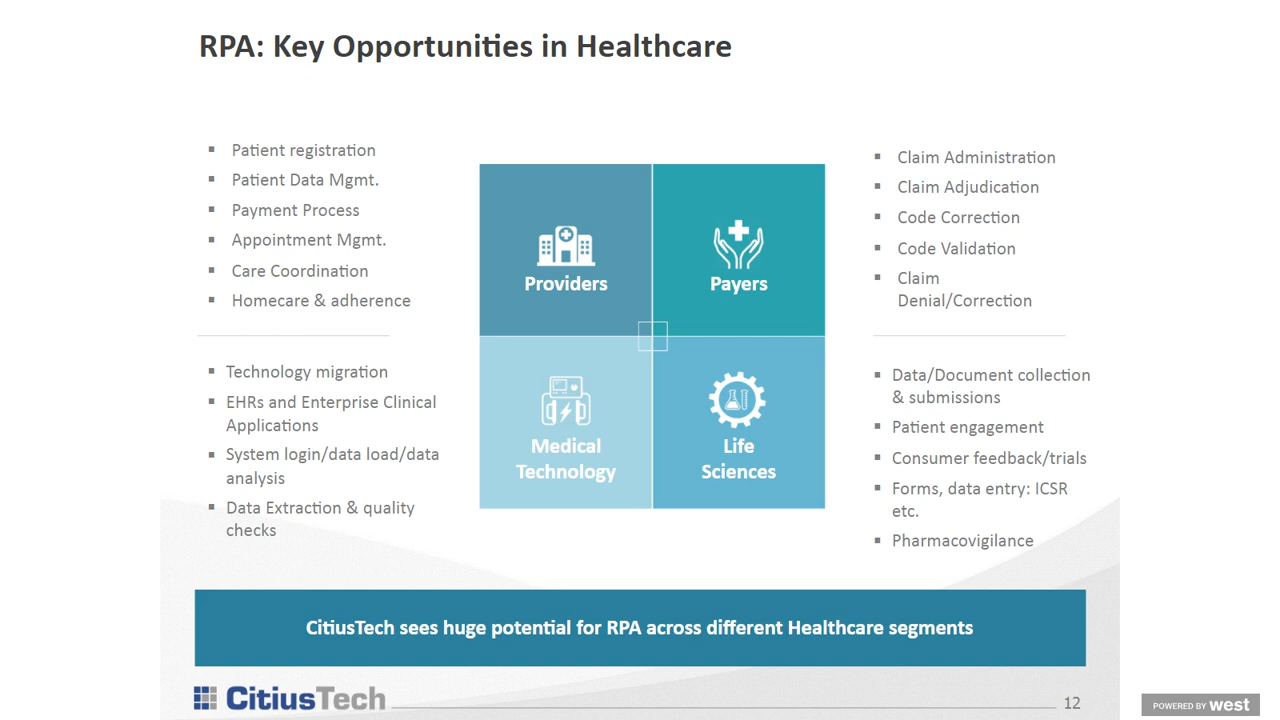 RPA: Key Opportunities in Healthcare
Patient registration
Patient Data Mgmt.
Payment Process
Appointment Mgmt.
Care Coordination
Homecare & adherence
Technology migration
EHRs and Enterprise Clinical
Applications
System login/data load/data
analysis
Data Extraction & quality
checks
Providers
Payers
Medical
Technology
Life
Sciences
Claim Administration
Claim Adjudication
Code Correction
Code Validation
Claim
Denial/Correction
Data/Document collection
& submissions
Patient engagement
Consumer feedback/trials
Forms, data entry: ICSR
etc.
Pharmacovigilance
CitiusTech sees huge potential for RPA across different Healthcare segments
CitiusTech
12
POWERED BY west